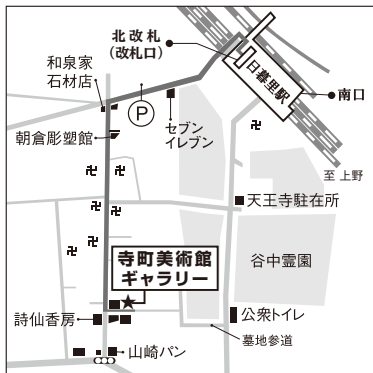 北改札
(改札口)
日暮里駅
南口
和泉家
石材店
P
セブン
イレブン
朝倉彫塑館
至 上野
天王寺駐在所
寺町美術館
ギャラリー
谷中霊園
詩仙香房
公衆トイレ
墓地参道
山崎パン